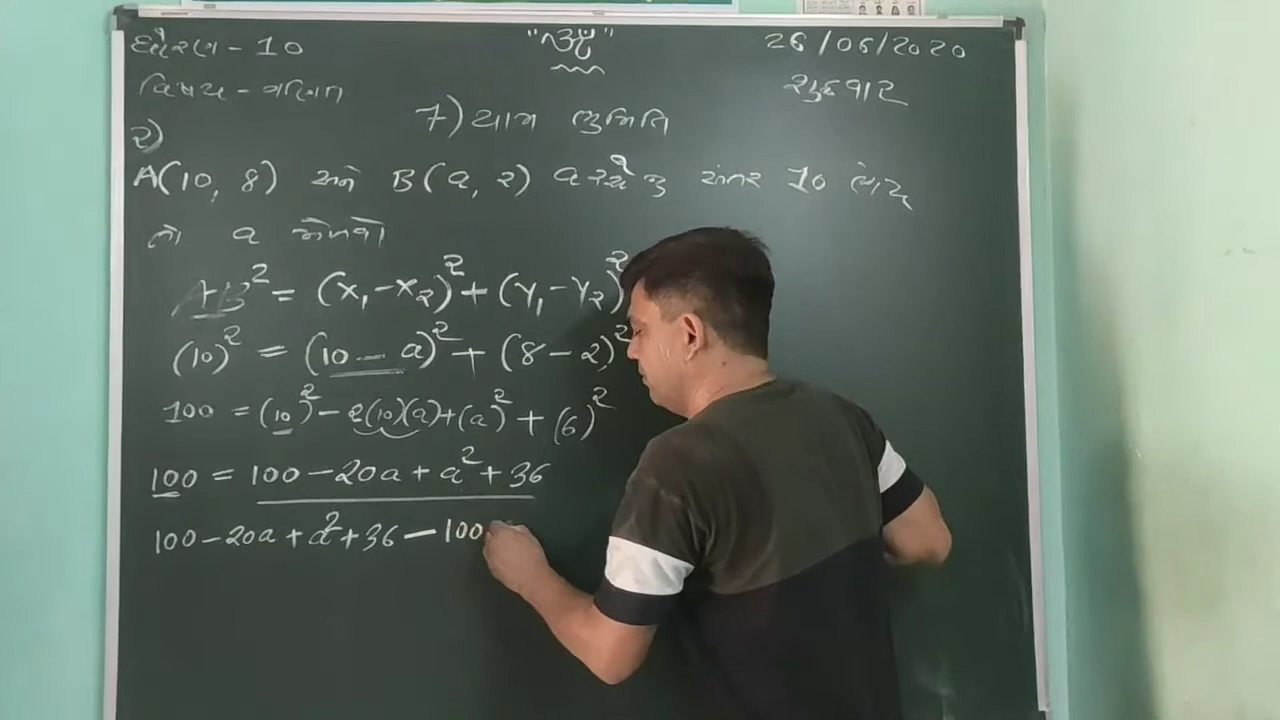 ધોરણ - 10
"ૐ"
26/06/2020
વિષય - ગણિત
શુક્રવાર
7) યામ ભુમિતિ
૨)
A(10, 8) અને B(a, 2) વચ્ચેનુ અંતર 10 હોય
તો a મેળવો
AB² = (x₁-x₂)² + (y₁-y₂)²
(10)² = (10 - a)² + (8 - 2)²
100 = (10)² - 2(10)(a) + (a)² + (6)²
100 = 100 - 20a + a² + 36
100 - 20a + a² + 36 - 100